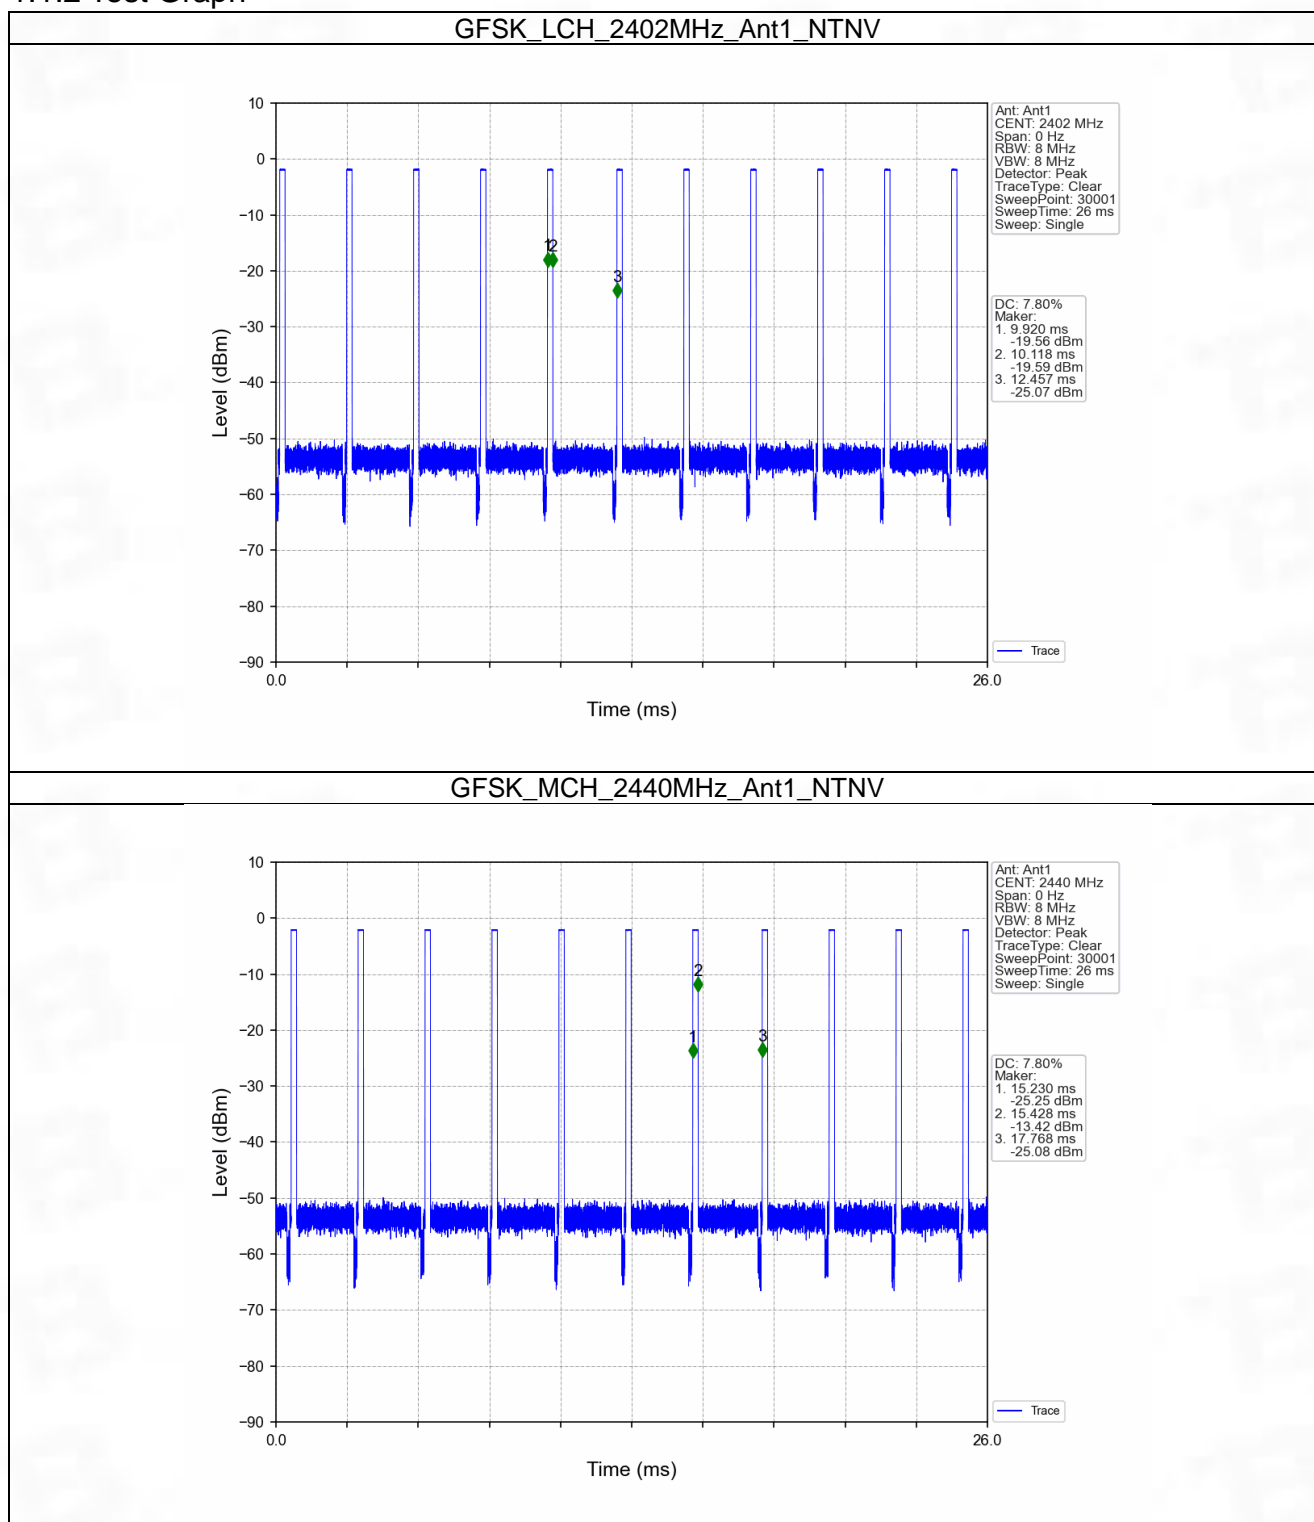 4.1.2 Test Graph
GFSK_LCH_2402MHz_Ant1_NTNV
10
0
−10
−20
−30
−40
−50
−60
−70
−80
−90
Level (dBm)
0.0
26.0
Time (ms)
1
2
3
Ant: Ant1
CENT: 2402 MHz
Span: 0 Hz
RBW: 8 MHz
VBW: 8 MHz
Detector: Peak
TraceType: Clear
SweepPoint: 30001
SweepTime: 26 ms
Sweep: Single
DC: 7.80%
Maker:
1. 9.920 ms
-19.56 dBm
2. 10.118 ms
-19.59 dBm
3. 12.457 ms
-25.07 dBm
Trace
GFSK_MCH_2440MHz_Ant1_NTNV
10
0
−10
−20
−30
−40
−50
−60
−70
−80
−90
Level (dBm)
0.0
26.0
Time (ms)
1
2
3
Ant: Ant1
CENT: 2440 MHz
Span: 0 Hz
RBW: 8 MHz
VBW: 8 MHz
Detector: Peak
TraceType: Clear
SweepPoint: 30001
SweepTime: 26 ms
Sweep: Single
DC: 7.80%
Maker:
1. 15.230 ms
-25.25 dBm
2. 15.428 ms
-13.42 dBm
3. 17.768 ms
-25.08 dBm
Trace